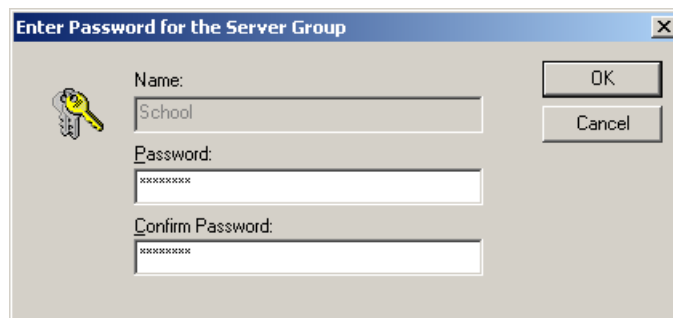 Enter Password for the Server Group
Name:
School
Password:
********
Confirm Password:
********
OK
Cancel